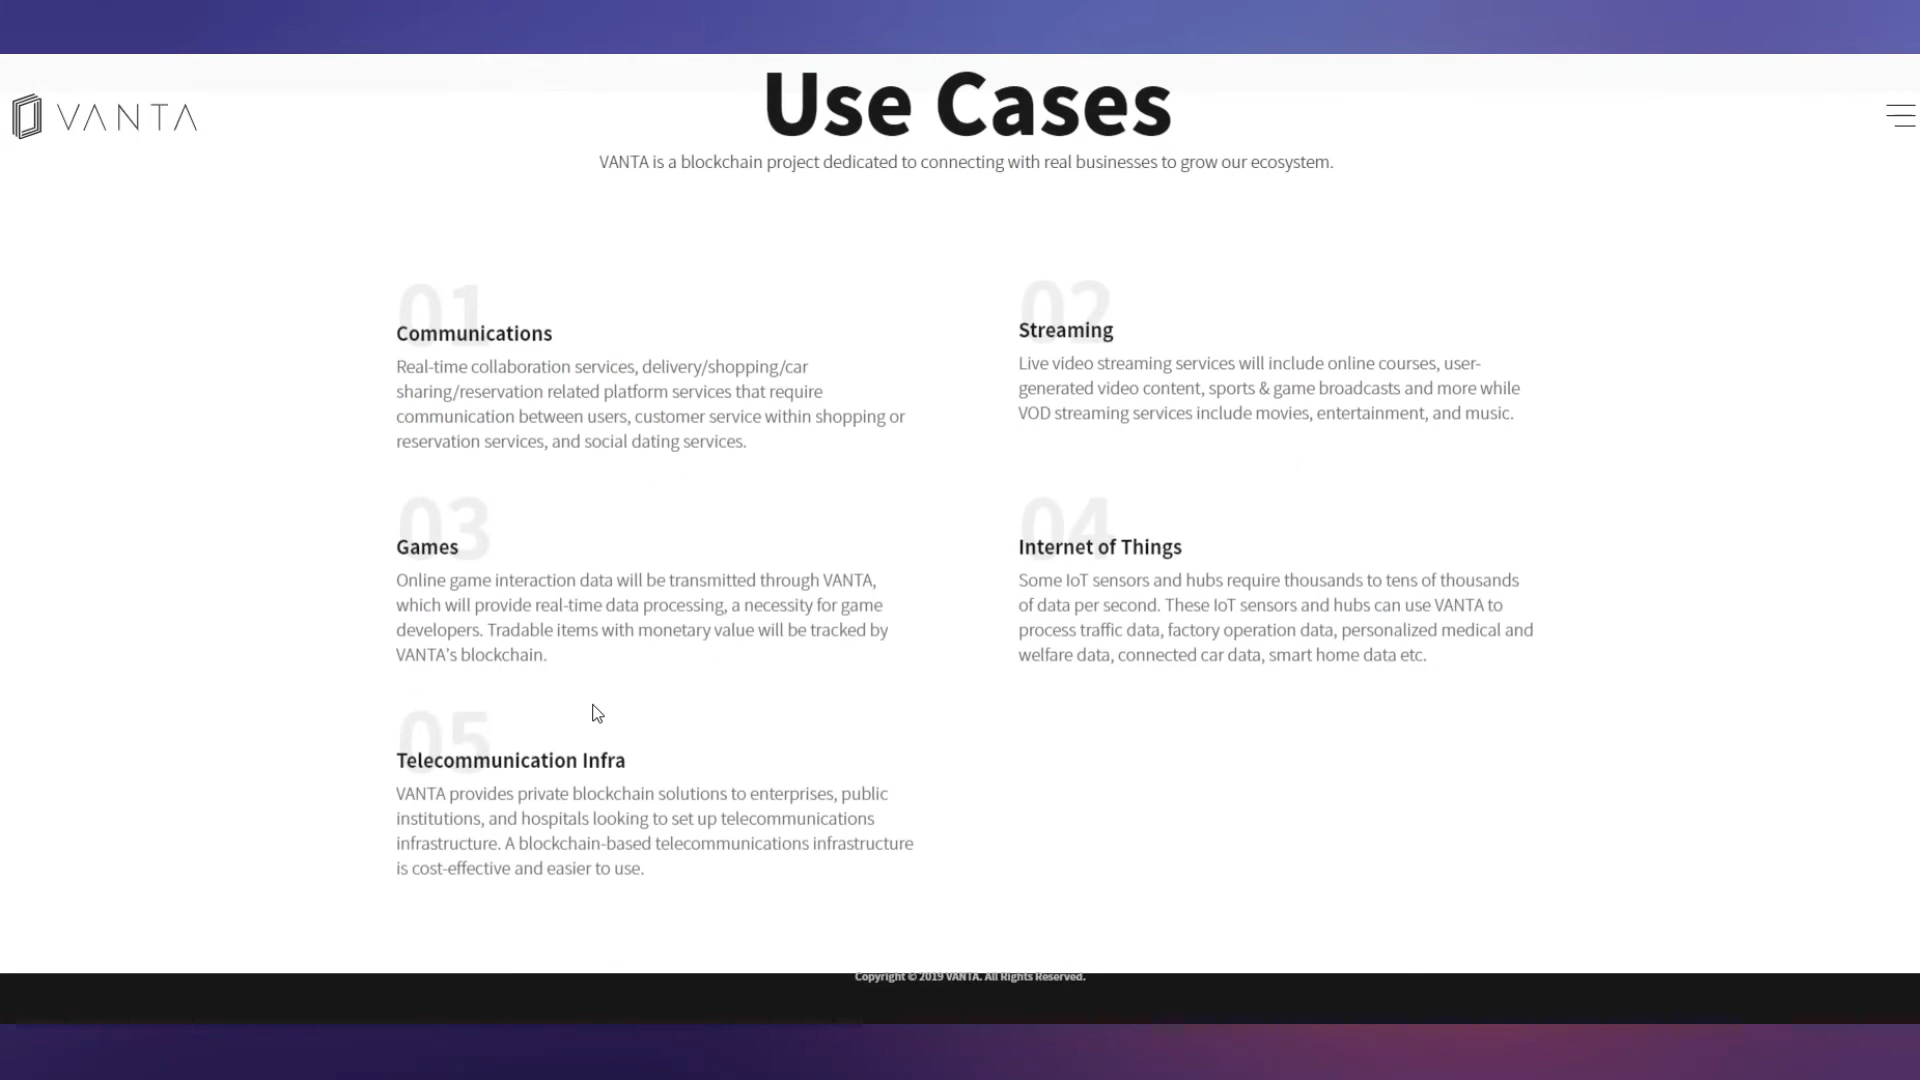 Use Cases
VANTA
VANTA is a blockchain project dedicated to connecting with real businesses to grow our ecosystem.
01
Communications
Real-time collaboration services, delivery/shopping/car
sharing/reservation related platform services that require
communication between users, customer service within shopping or
reservation services, and social dating services.
02
Streaming
Live video streaming services will include online courses, user-
generated video content, sports & game broadcasts and more while
VOD streaming services include movies, entertainment, and music.
03
Games
Online game interaction data will be transmitted through VANTA,
which will provide real-time data processing, a necessity for game
developers. Tradable items with monetary value will be tracked by
VANTA's blockchain.
04
Internet of Things
Some IoT sensors and hubs require thousands to tens of thousands
of data per second. These IoT sensors and hubs can use VANTA to
process traffic data, factory operation data, personalized medical and
welfare data, connected car data, smart home data etc.
05
Telecommunication Infra
VANTA provides private blockchain solutions to enterprises, public
institutions, and hospitals looking to set up telecommunications
infrastructure. A blockchain-based telecommunications infrastructure
is cost-effective and easier to use.
Copyright © 2019 VANTA. All Rights Reserved.